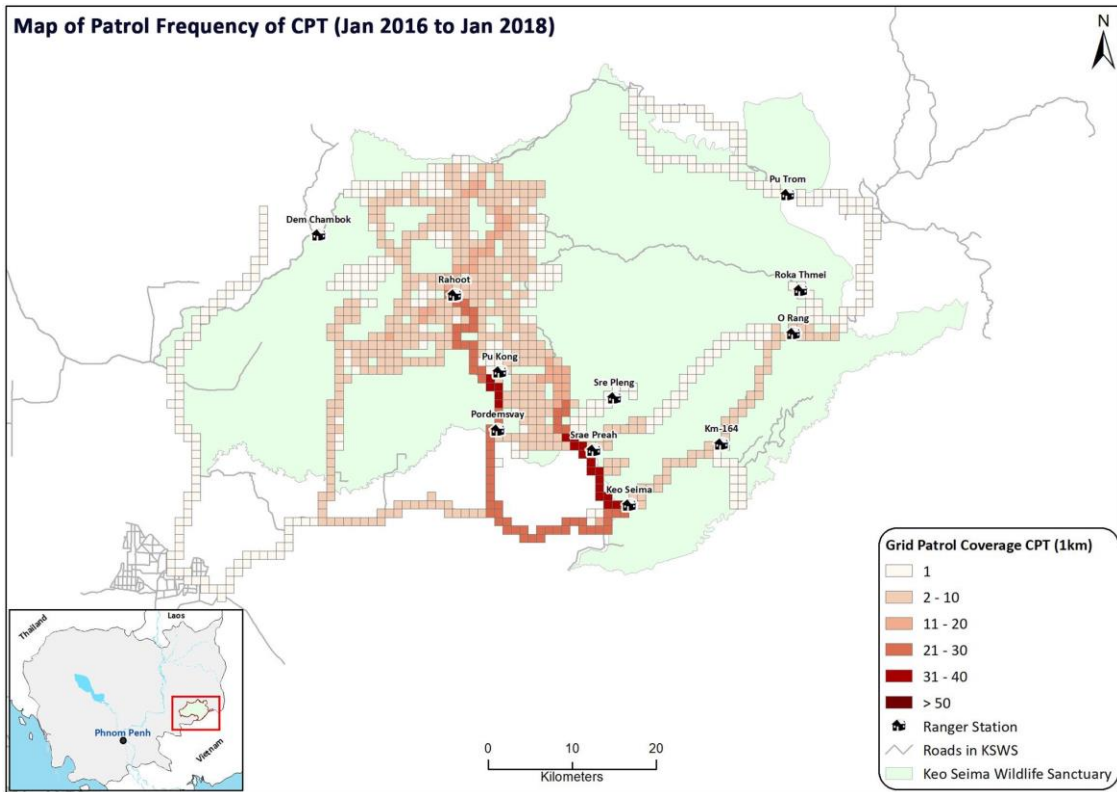 Map of Patrol Frequency of CPT (Jan 2016 to Jan 2018)
N
Pu Trom
Dem Chambok
Roka Thmei
Rahoot
O Rang
Pu Kong
Sre Pleng
Pordemsvay
Km-164
Srae Preah
Keo Seima
Grid Patrol Coverage CPT (1km)
1
2 - 10
11 - 20
21 - 30
31 - 40
> 50
Ranger Station
Roads in KSWS
Keo Seima Wildlife Sanctuary
Thailand
Laos
Phnom Penh
Vietnam
0 10 20
Kilometers